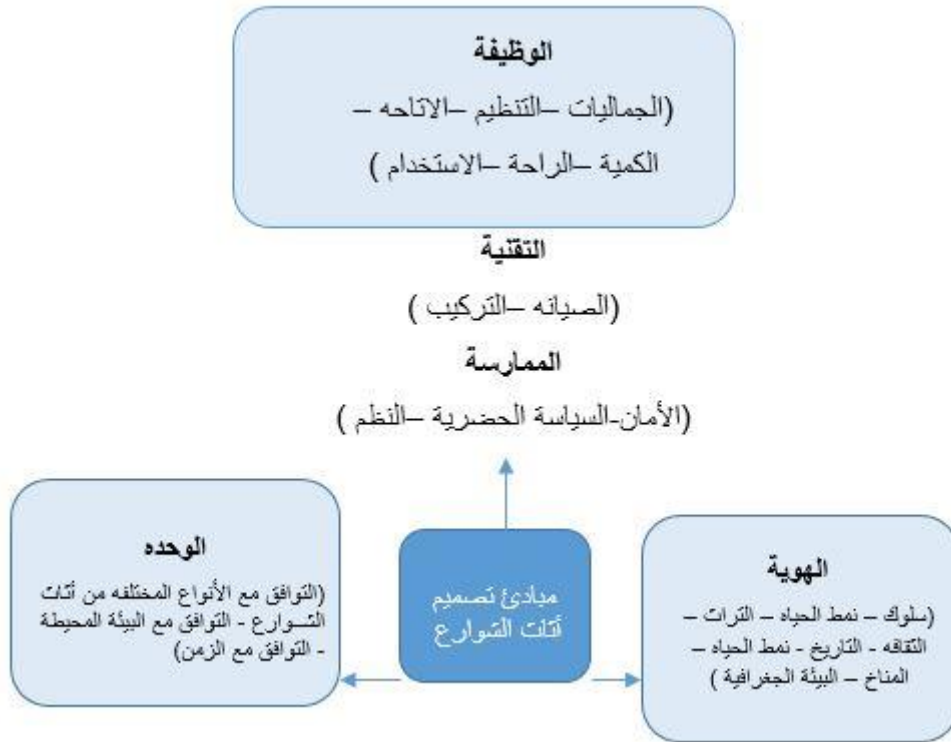 الوظيفة
(الجماليات –التنظيم –الاتاحه –
الكمية –الراحة –الاستخدام )
التقنية
(الصيانه –التركيب )
الممارسة
(الأمان-السياسة الحضرية –النظم )
مبادئ تصميم
أثاث الشوارع
الهوية
(سلوك – نمط الحياه – التراث –
الثقافه - التاريخ - نمط الحياه –
المناخ – البيئة الجغرافية )
الوحده
(التوافق مع الأنواع المختلفه من أثاث
الشوارع - التوافق مع البيئة المحيطة
- التوافق مع الزمن)